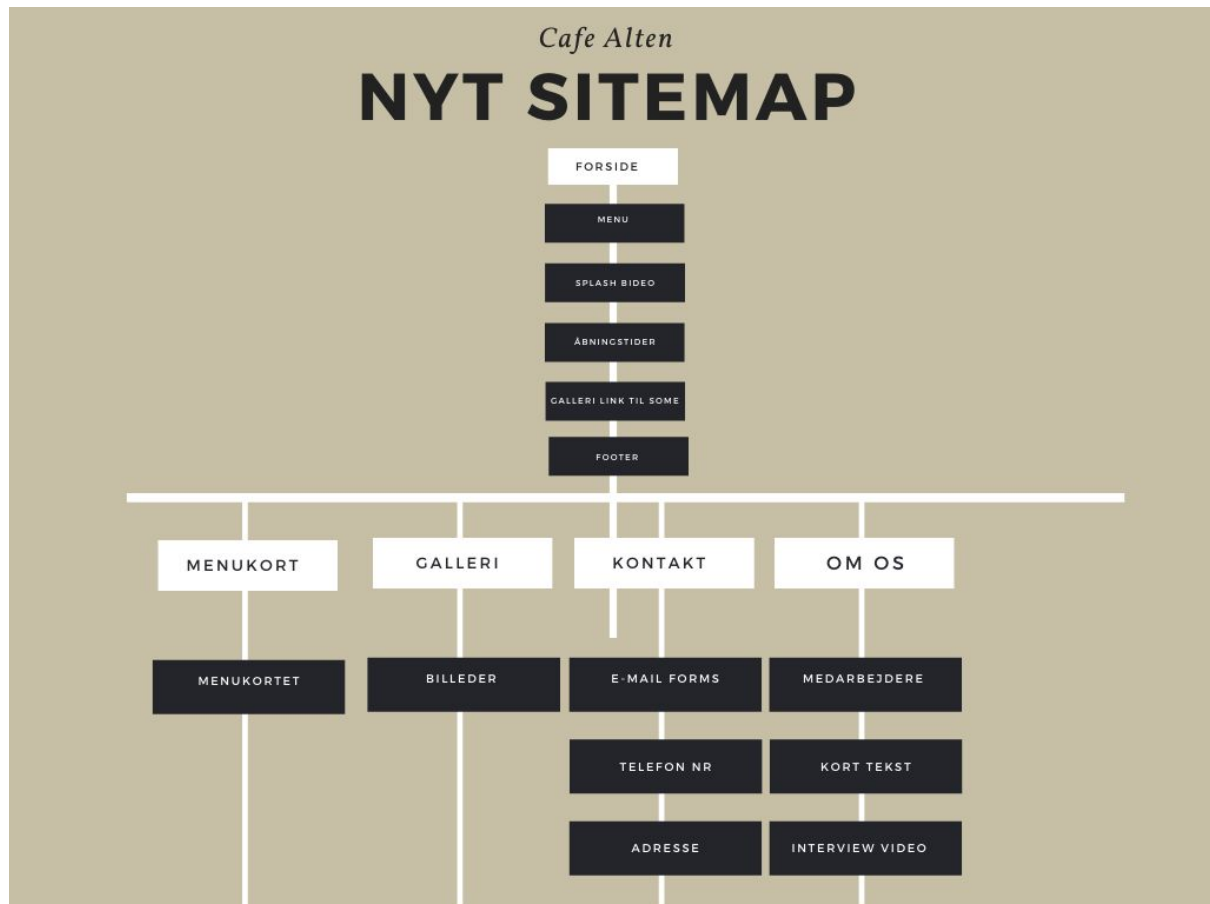 Cafe Alten
NYT SITEMAP
FORSIDE
MENU
SPLASH BIDEO
ÅBNINGSTIDER
GALLERI LINK TIL SOME
FOOTER
MENUKORT
GALLERI
KONTAKT
OM OS
MENUKORTET
BILLEDER
E-MAIL FORMS
MEDARBEJDERE
TELEFON NR
KORT TEKST
ADRESSE
INTERVIEW VIDEO